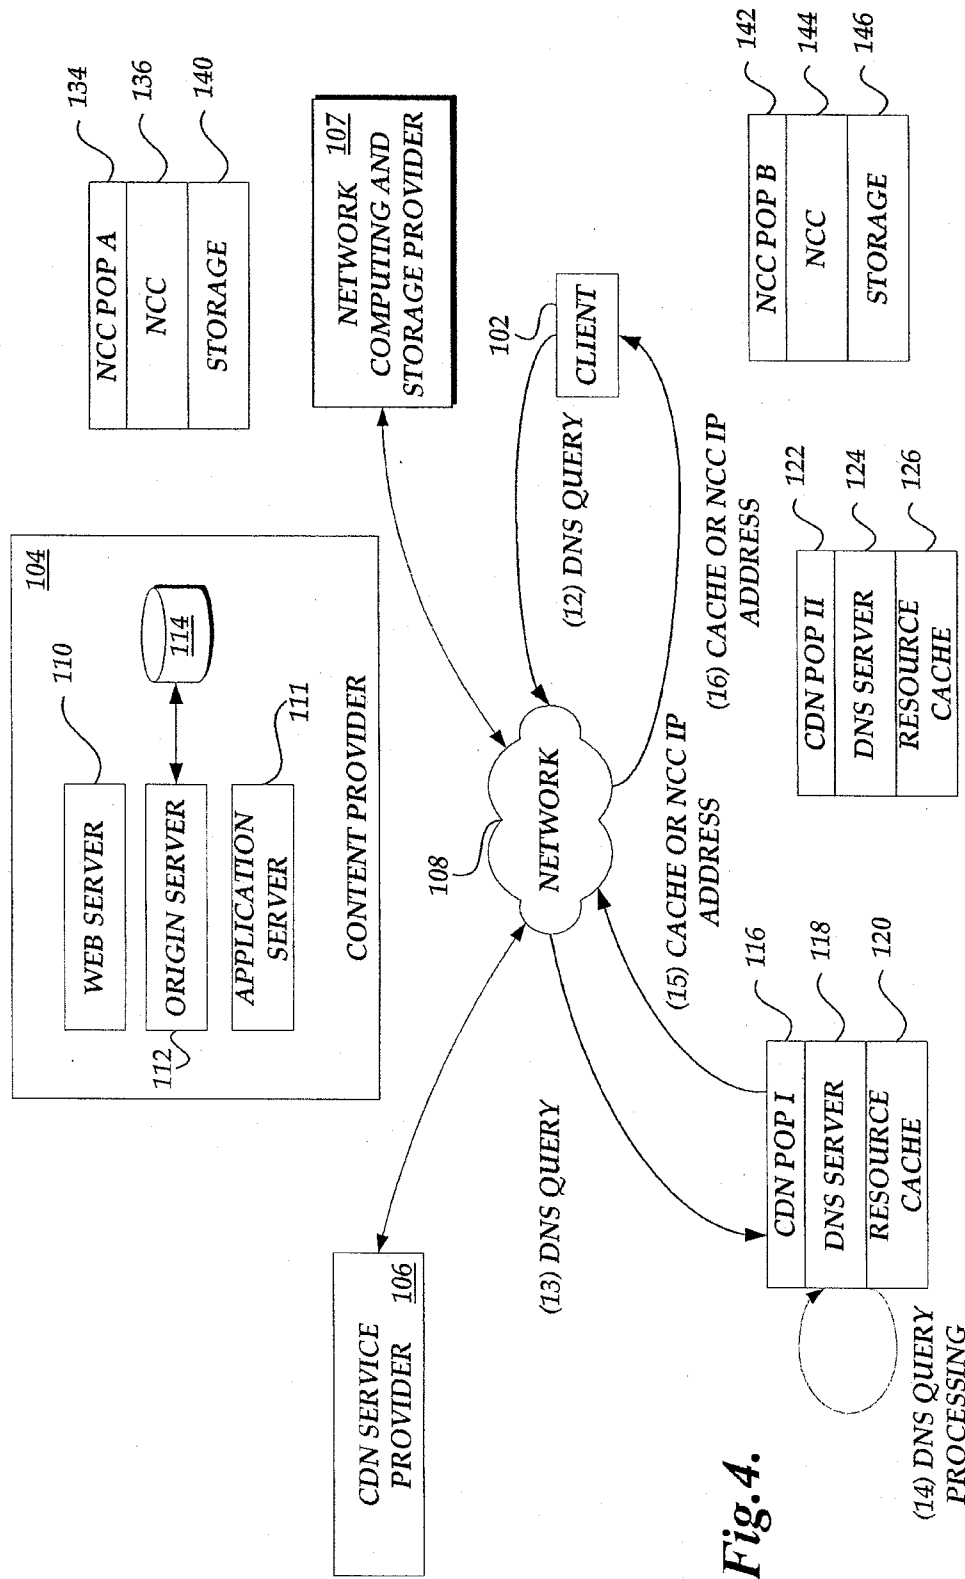 104
WEB SERVER
110
ORIGIN SERVER
112
114
APPLICATION
SERVER
111
CONTENT PROVIDER
NCC POP A
134
NCC
136
STORAGE
140
CDN SERVICE
PROVIDER
106
107
NETWORK
COMPUTING AND
STORAGE PROVIDER
108
NETWORK
102
CLIENT
(12) DNS QUERY
(13) DNS QUERY
(15) CACHE OR NCC IP
ADDRESS
(16) CACHE OR NCC IP
ADDRESS
CDN POP I
116
DNS SERVER
118
RESOURCE
CACHE
120
(14) DNS QUERY
PROCESSING
CDN POP II
122
DNS SERVER
124
RESOURCE
CACHE
126
NCC POP B
142
NCC
144
STORAGE
146
Fig.4.